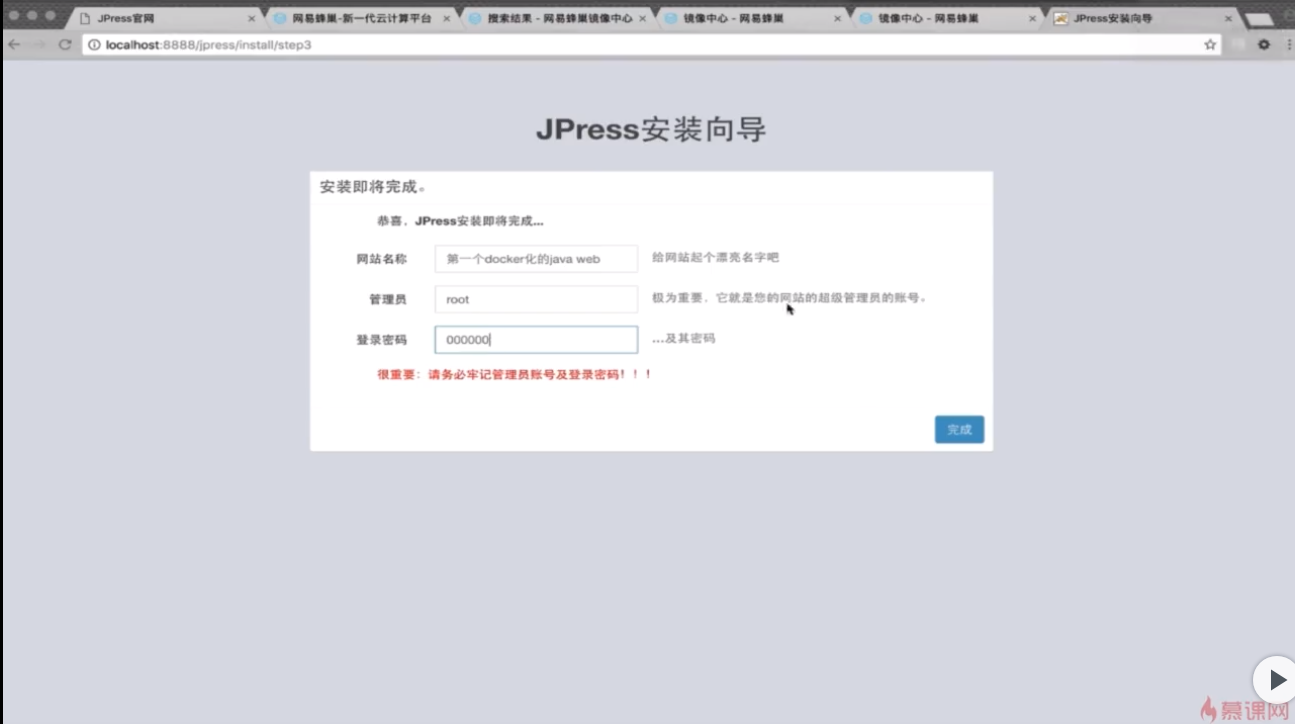 JPress官网
网易蜂巢-新一代云计算平台
搜索结果 - 网易蜂巢镜像中心
镜像中心 - 网易蜂巢
镜像中心 - 网易蜂巢
JPress安装向导
localhost:8888/jpress/install/step3
JPress安装向导
安装即将完成。
恭喜，JPress安装即将完成...
网站名称 第一个docker化的java web 给网站起个漂亮名字吧
管理员 root 极为重要，它就是您的网站的超级管理员的账号。
登录密码 000000 ...及其密码
很重要：请务必牢记管理员账号及登录密码！！！
完成
慕课网